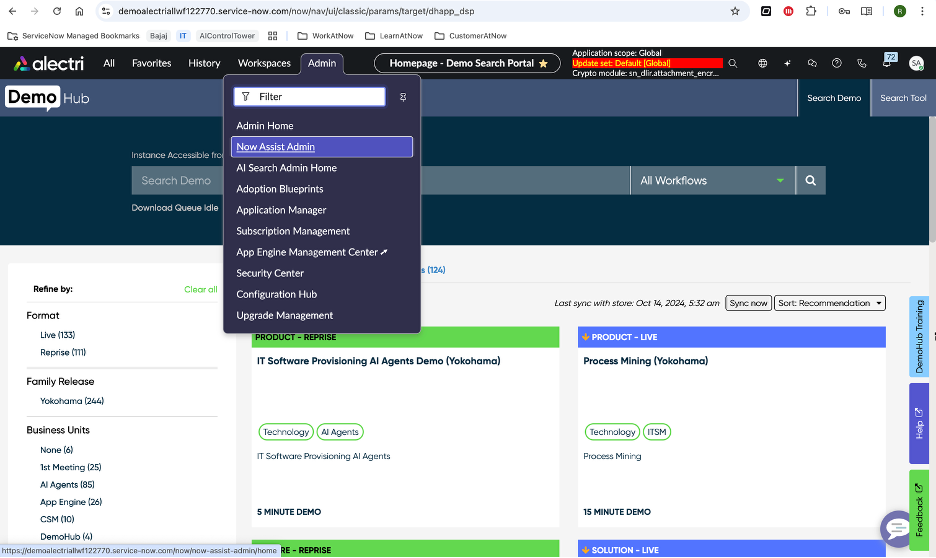 demoalectriallwf122770.service-now.com/now/nav/ui/classic/params/target/dhapp_dsp
R
ServiceNow Managed Bookmarks
Bajaj
IT
AIControlTower
WorkAtNow
LearnAtNow
CustomerAtNow
alectri
All
Favorites
History
Workspaces
Admin
Homepage - Demo Search Portal
Application scope: Global
Update set: Default [Global]
Crypto module: sn_dlr.attachment_encr...
72
SA
Demo Hub
Search Demo
Search Tool
Filter
Admin Home
Now Assist Admin
AI Search Admin Home
Adoption Blueprints
Application Manager
Subscription Management
App Engine Management Center
Security Center
Configuration Hub
Upgrade Management
Instance Accessible
Search Demo
All Workflows
Download Queue Idle
(124)
Refine by:
Clear all
Format
Live (133)
Reprise (111)
Family Release
Yokohama (244)
Business Units
None (6)
1st Meeting (25)
AI Agents (85)
App Engine (26)
CSM (10)
DemoHub (4)
Last sync with store: Oct 14, 2024, 5:32 am
Sync now
Sort: Recommendation
PRODUCT - REPRISE
IT Software Provisioning AI Agents Demo (Yokohama)
Technology
AI Agents
IT Software Provisioning AI Agents
5 MINUTE DEMO
PRODUCT - LIVE
Process Mining (Yokohama)
Technology
ITSM
Process Mining
15 MINUTE DEMO
DemoHub Training
Help
Feedback
- REPRISE
SOLUTION - LIVE
https://demoalectriallwf122770.service-now.com/now/now-assist-admin/home